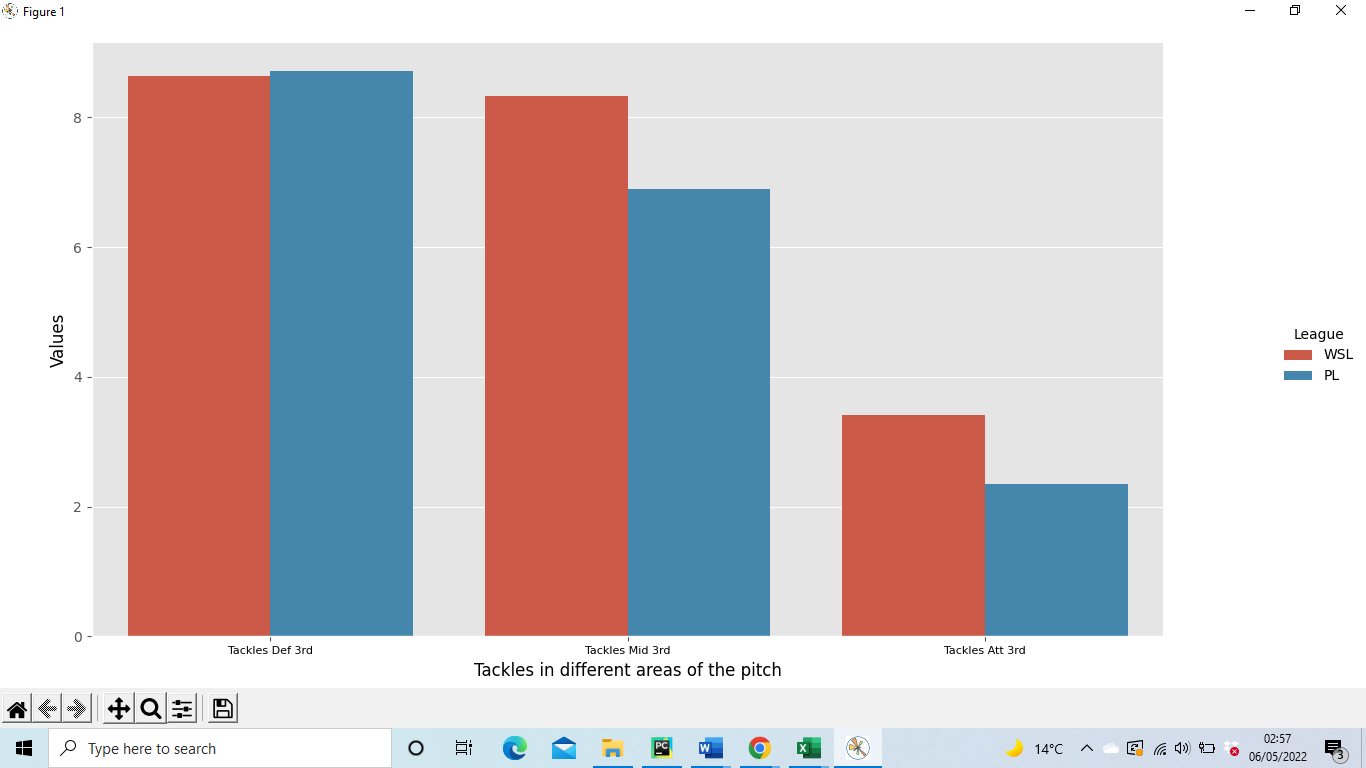 Figure 1
8
6
4
2
0
Values
Tackles Def 3rd
Tackles Mid 3rd
Tackles Att 3rd
Tackles in different areas of the pitch
League
WSL
PL
Type here to search
PC
W
X
14°C
02:57
06/05/2022
3